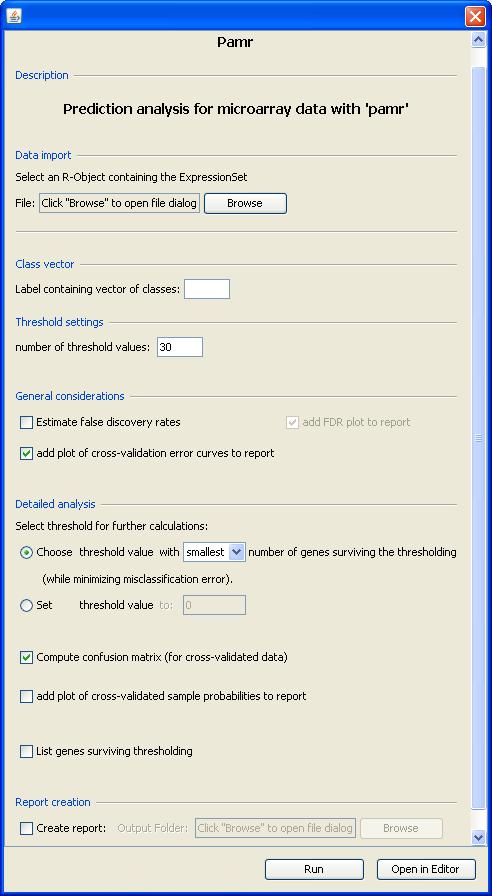 Pamr
Description
Prediction analysis for microarray data with 'pamr'
Data import
Select an R-Object containing the ExpressionSet
File: Click "Browse" to open file dialog Browse
Class vector
Label containing vector of classes:
Threshold settings
number of threshold values: 30
General considerations
Estimate false discovery rates add FDR plot to report
add plot of cross-validation error curves to report
Detailed analysis
Select threshold for further calculations:
Choose threshold value with smallest number of genes surviving the thresholding
(while minimizing misclassification error).
Set threshold value to: 0
Compute confusion matrix (for cross-validated data)
add plot of cross-validated sample probabilities to report
List genes surviving thresholding
Report creation
Create report: Output Folder: Click "Browse" to open file dialog Browse
Run Open in Editor